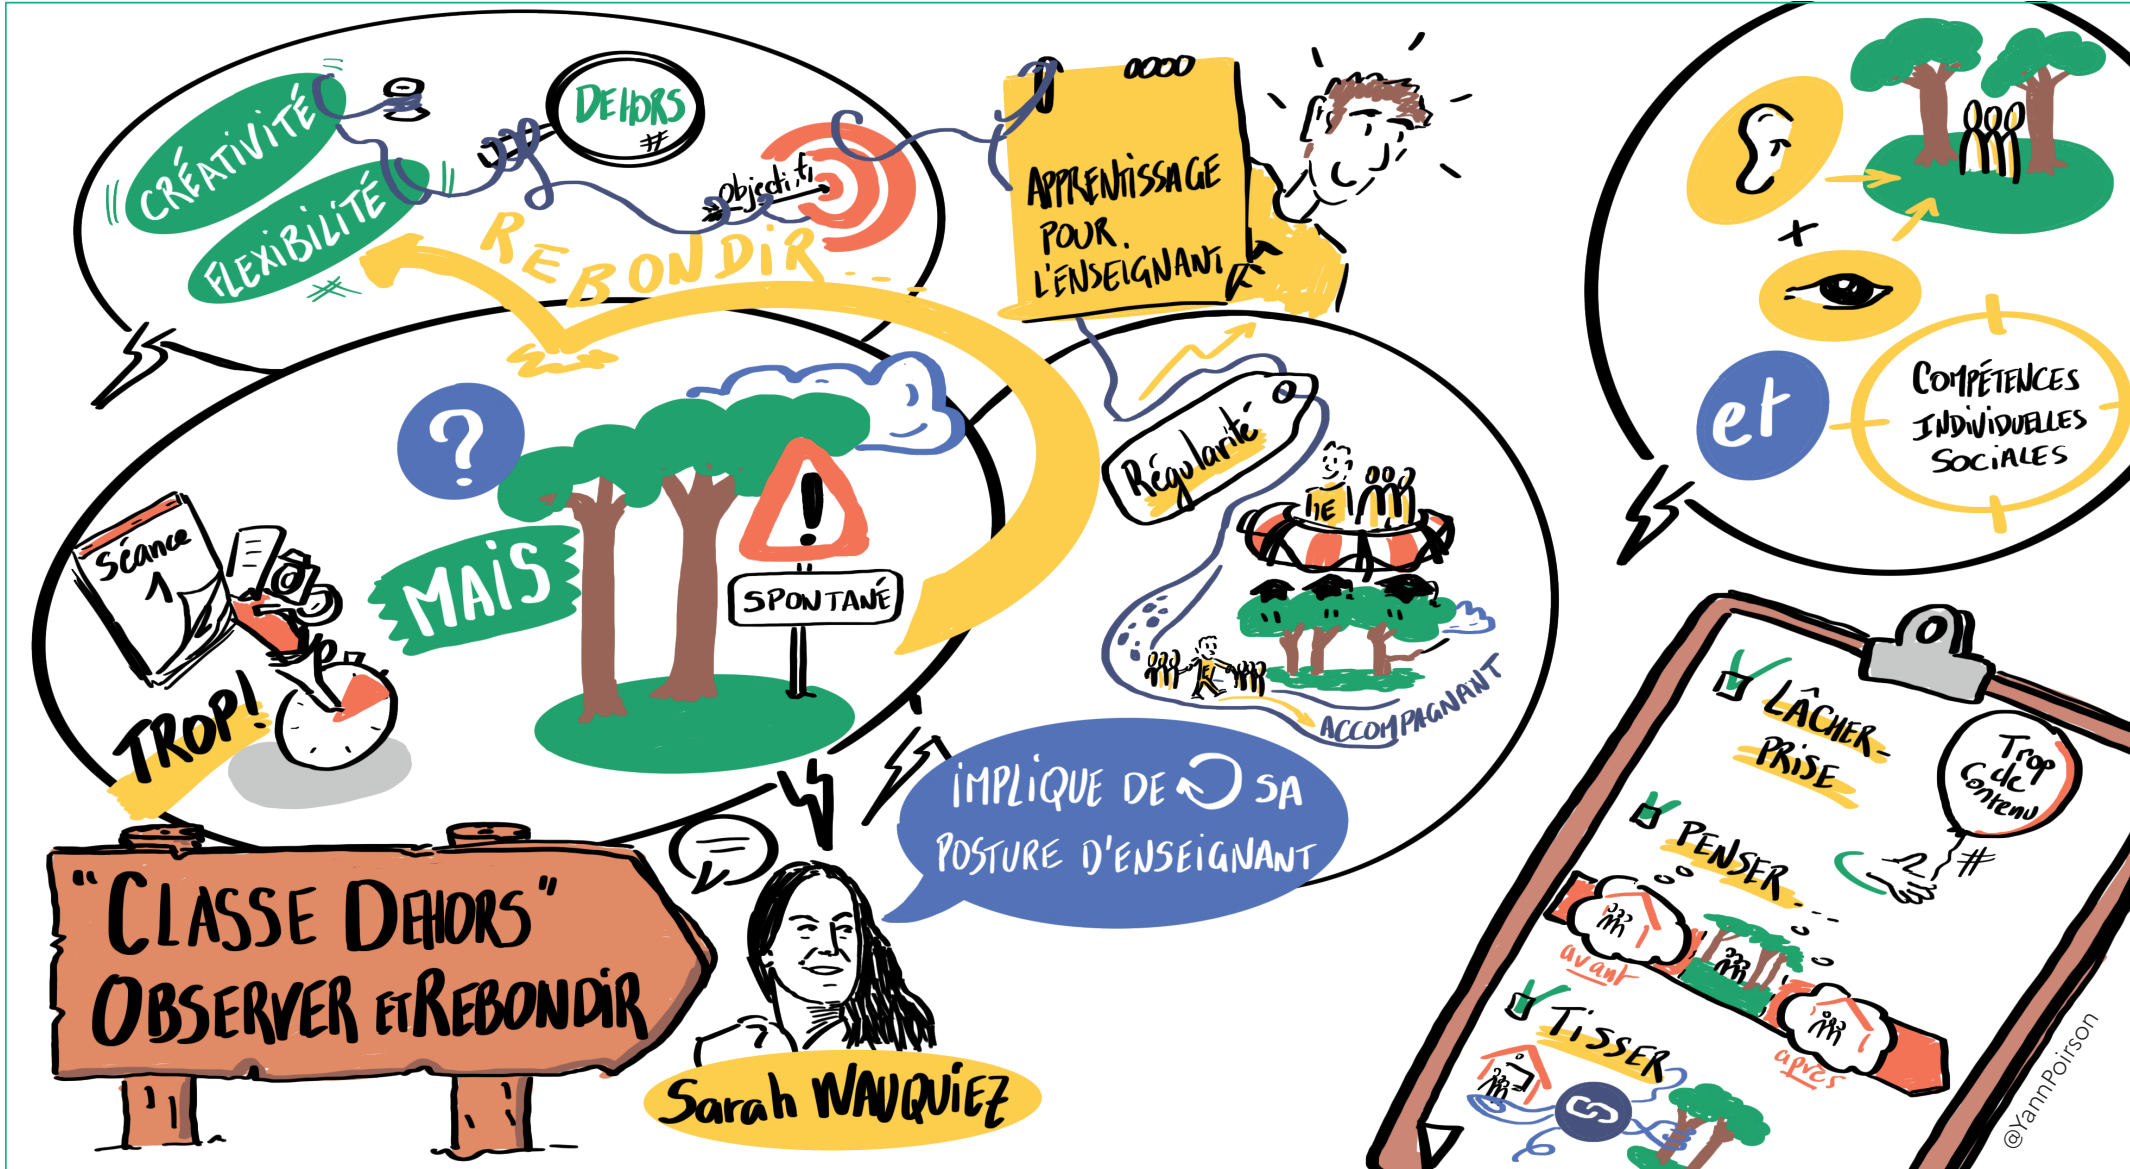 CRÉATIVITÉ
FLEXIBILITÉ
#
DEHORS
#
objectifs
REBONDIR...
APPRENTISSAGE
POUR.
L'ENSEIGNANT
+
et
COMPÉTENCES
INDIVIDUELLES
SOCIALES
?
Séance
1
TROP!
MAIS
!
SPONTANÉ
Régularité
E
E
ACCOMPAGNANT
IMPLIQUE DE SA
POSTURE D'ENSEIGNANT
"CLASSE DEHORS"
OBSERVER ET REBONDIR
Sarah WAUQUIEZ
LÂCHER-
PRISE
Trop
de
Contenu
#
PENSER...
avant
après
TISSER
@YannPoirson